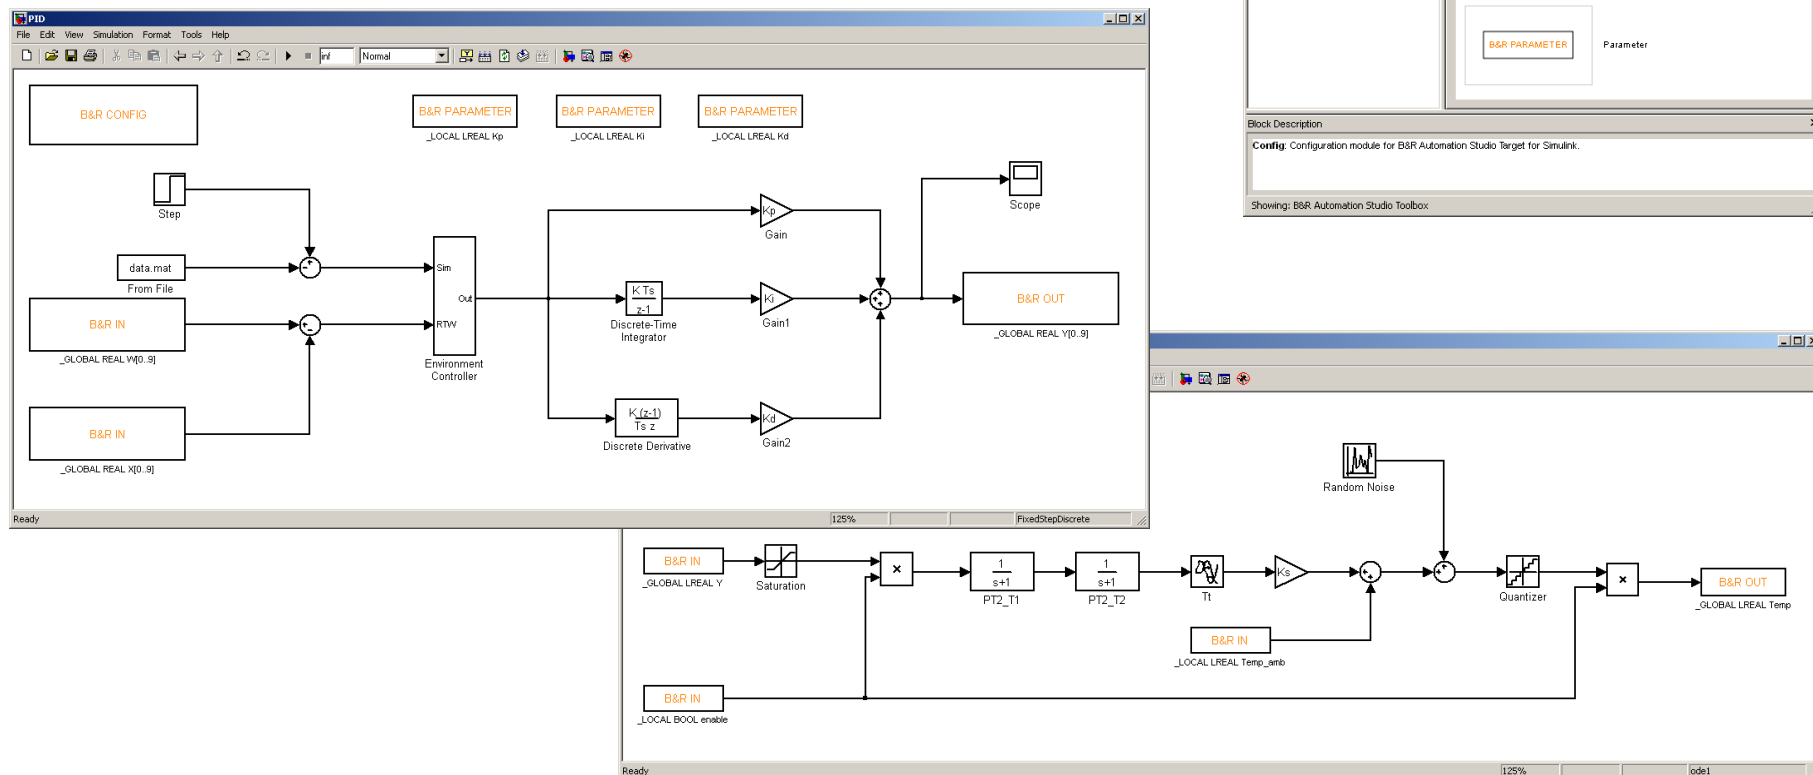 PID
File Edit View Simulation Format Tools Help
inf Normal
B&R CONFIG
B&R PARAMETER
_LOCAL LREAL Kp
B&R PARAMETER
_LOCAL LREAL Ki
B&R PARAMETER
_LOCAL LREAL Kd
Step
data.mat
From File
B&R IN
_GLOBAL REAL W[0..9]
B&R IN
_GLOBAL REAL X[0..9]
Sim
Out
RTW
Environment
Controller
Kp
Gain
K Ts
z-1
Discrete-Time
Integrator
Ki
Gain1
K (z-1)
Ts z
Discrete Derivative
Kd
Gain2
Scope
B&R OUT
_GLOBAL REAL Y[0..9]
Ready 125% FixedStepDiscrete
B&R PARAMETER Parameter
Block Description
Config: Configuration module for B&R Automation Studio Target for Simulink.
Showing: B&R Automation Studio Toolbox
B&R IN
_GLOBAL LREAL Y
Saturation
×
1
s+1
PT2_T1
1
s+1
PT2_T2
Tt
Ks
Random Noise
Quantizer
×
B&R OUT
_GLOBAL LREAL Temp
B&R IN
_LOCAL LREAL Temp_amb
B&R IN
_LOCAL BOOL enable
Ready 125% ode1